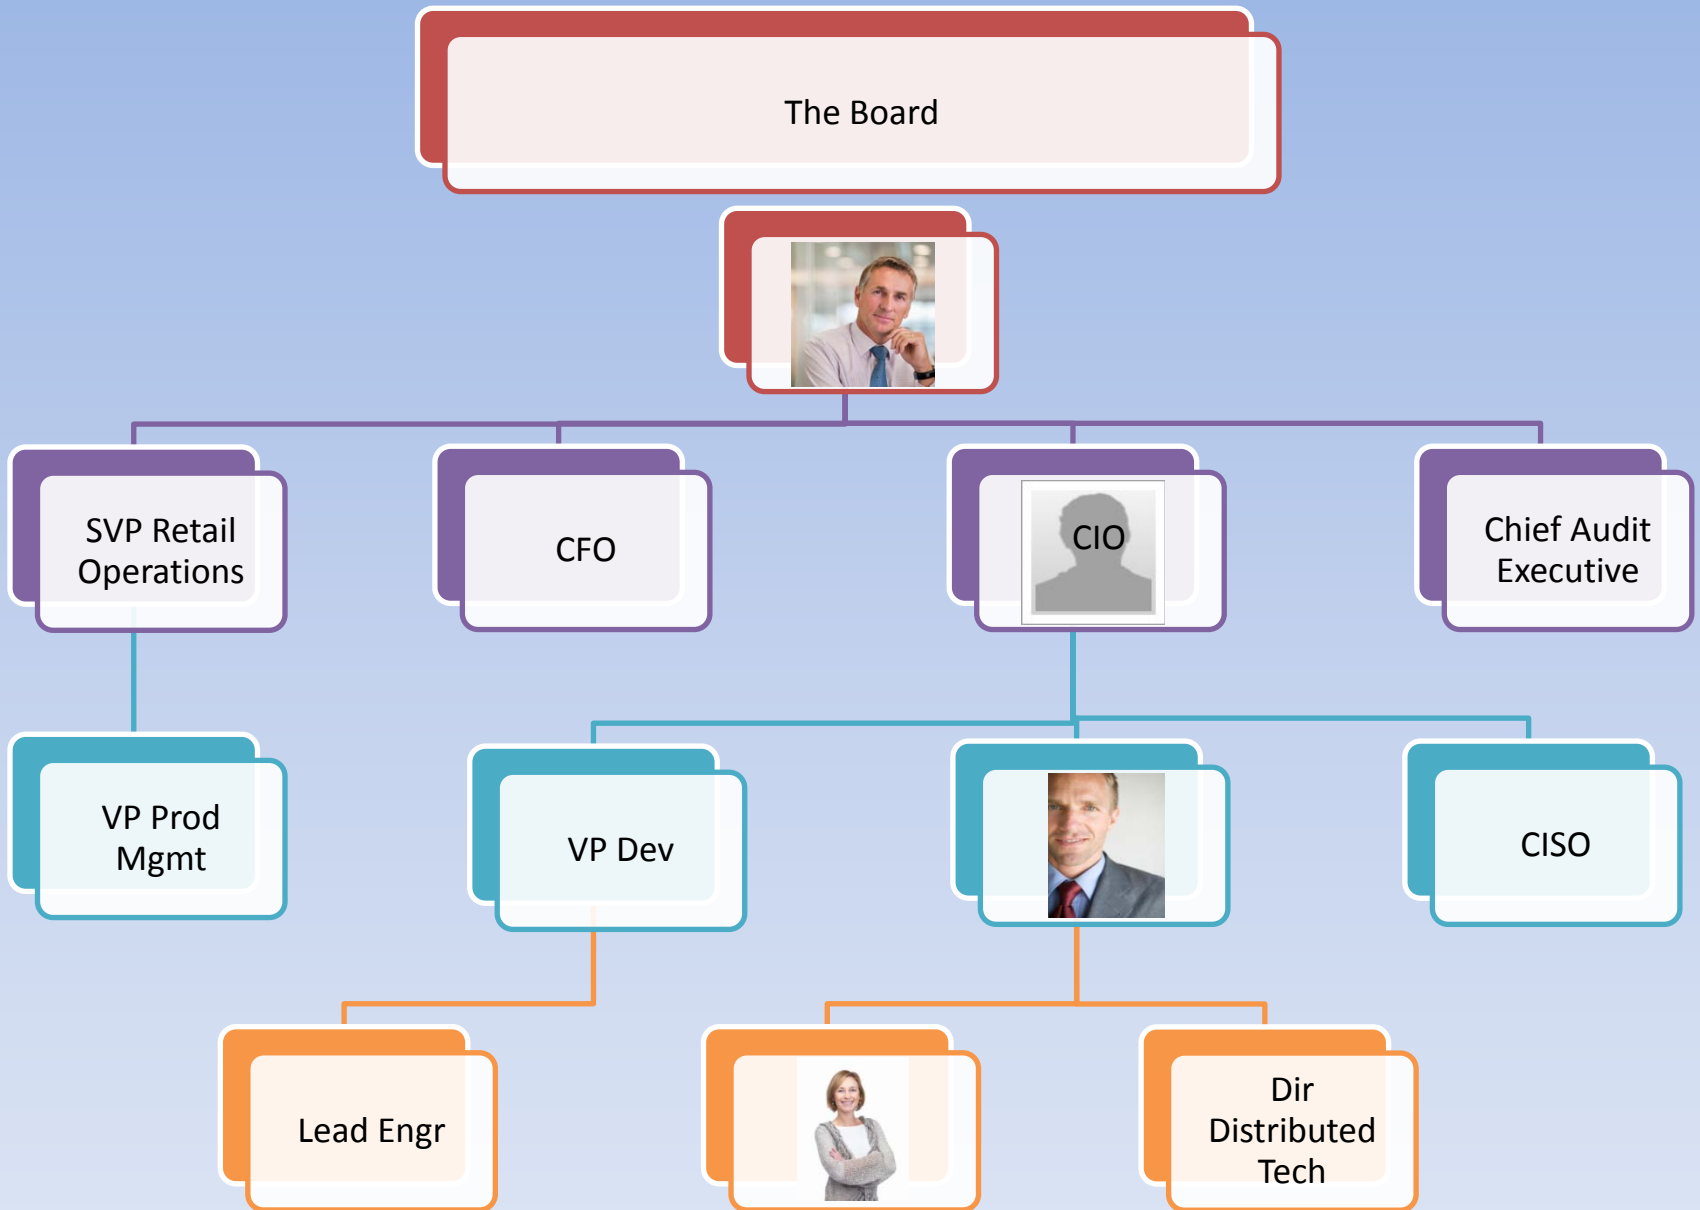 The Board
SVP Retail
Operations
CFO
CIO
Chief Audit
Executive
VP Prod
Mgmt
VP Dev
CISO
Lead Engr
Dir
Distributed
Tech